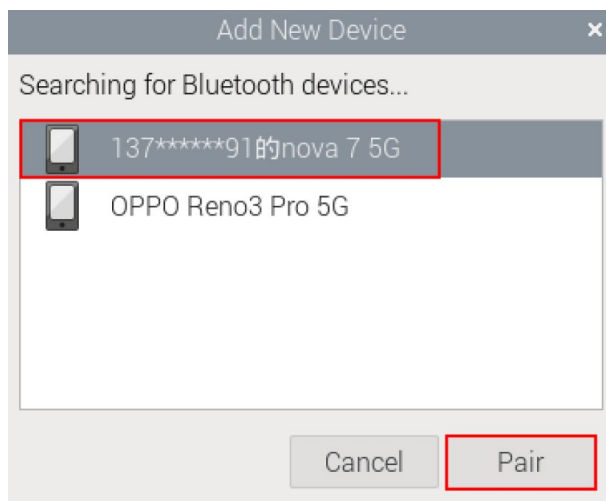 Add New Device ×
Searching for Bluetooth devices...
137******91的nova 7 5G
OPPO Reno3 Pro 5G
Cancel Pair